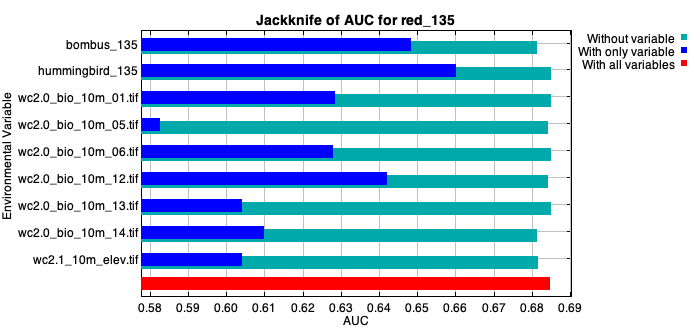 Jackknife of AUC for red_135
Without variable
With only variable
With all variables
Environmental Variable
bombus_135
hummingbird_135
wc2.0_bio_10m_01.tif
wc2.0_bio_10m_05.tif
wc2.0_bio_10m_06.tif
wc2.0_bio_10m_12.tif
wc2.0_bio_10m_13.tif
wc2.0_bio_10m_14.tif
wc2.1_10m_elev.tif
0.58 0.59 0.60 0.61 0.62 0.63 0.64 0.65 0.66 0.67 0.68 0.69
AUC